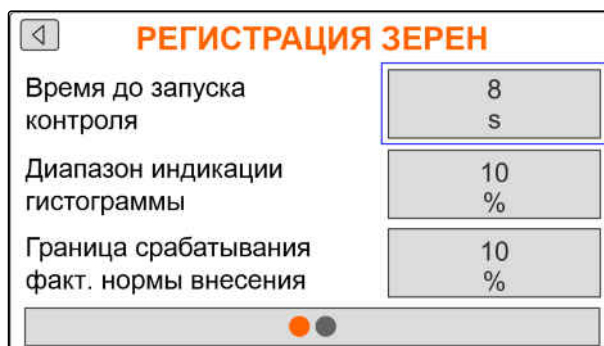 РЕГИСТРАЦИЯ ЗЕРЕН
Время до запуска
контроля
8
s
Диапазон индикации
гистограммы
10
%
Граница срабатывания
факт. нормы внесения
10
%